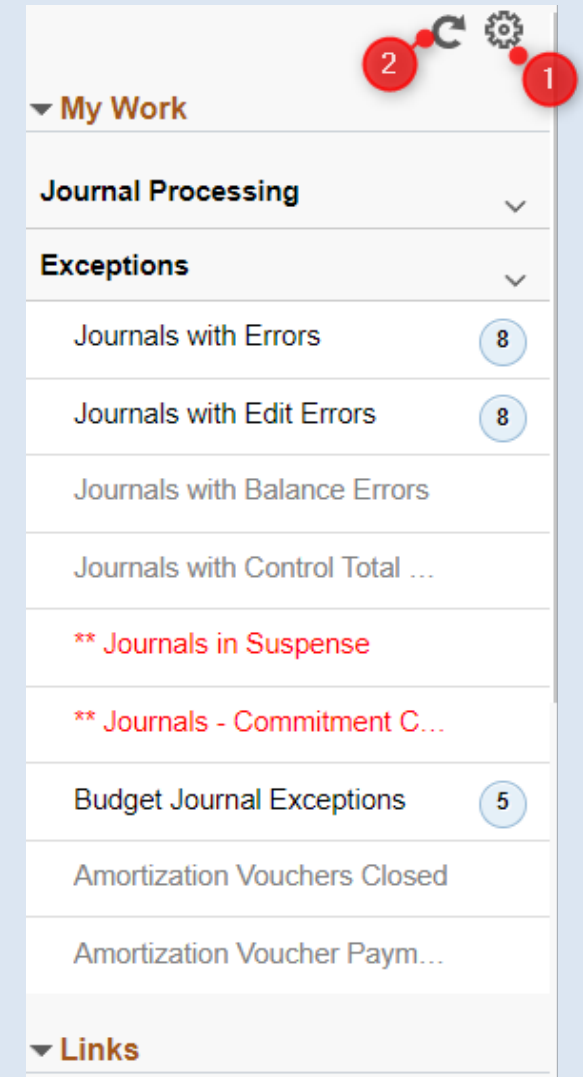 2
1
My Work
Journal Processing
Exceptions
Journals with Errors 8
Journals with Edit Errors 8
Journals with Balance Errors
Journals with Control Total ...
** Journals in Suspense
** Journals - Commitment C...
Budget Journal Exceptions 5
Amortization Vouchers Closed
Amortization Voucher Paym...
Links